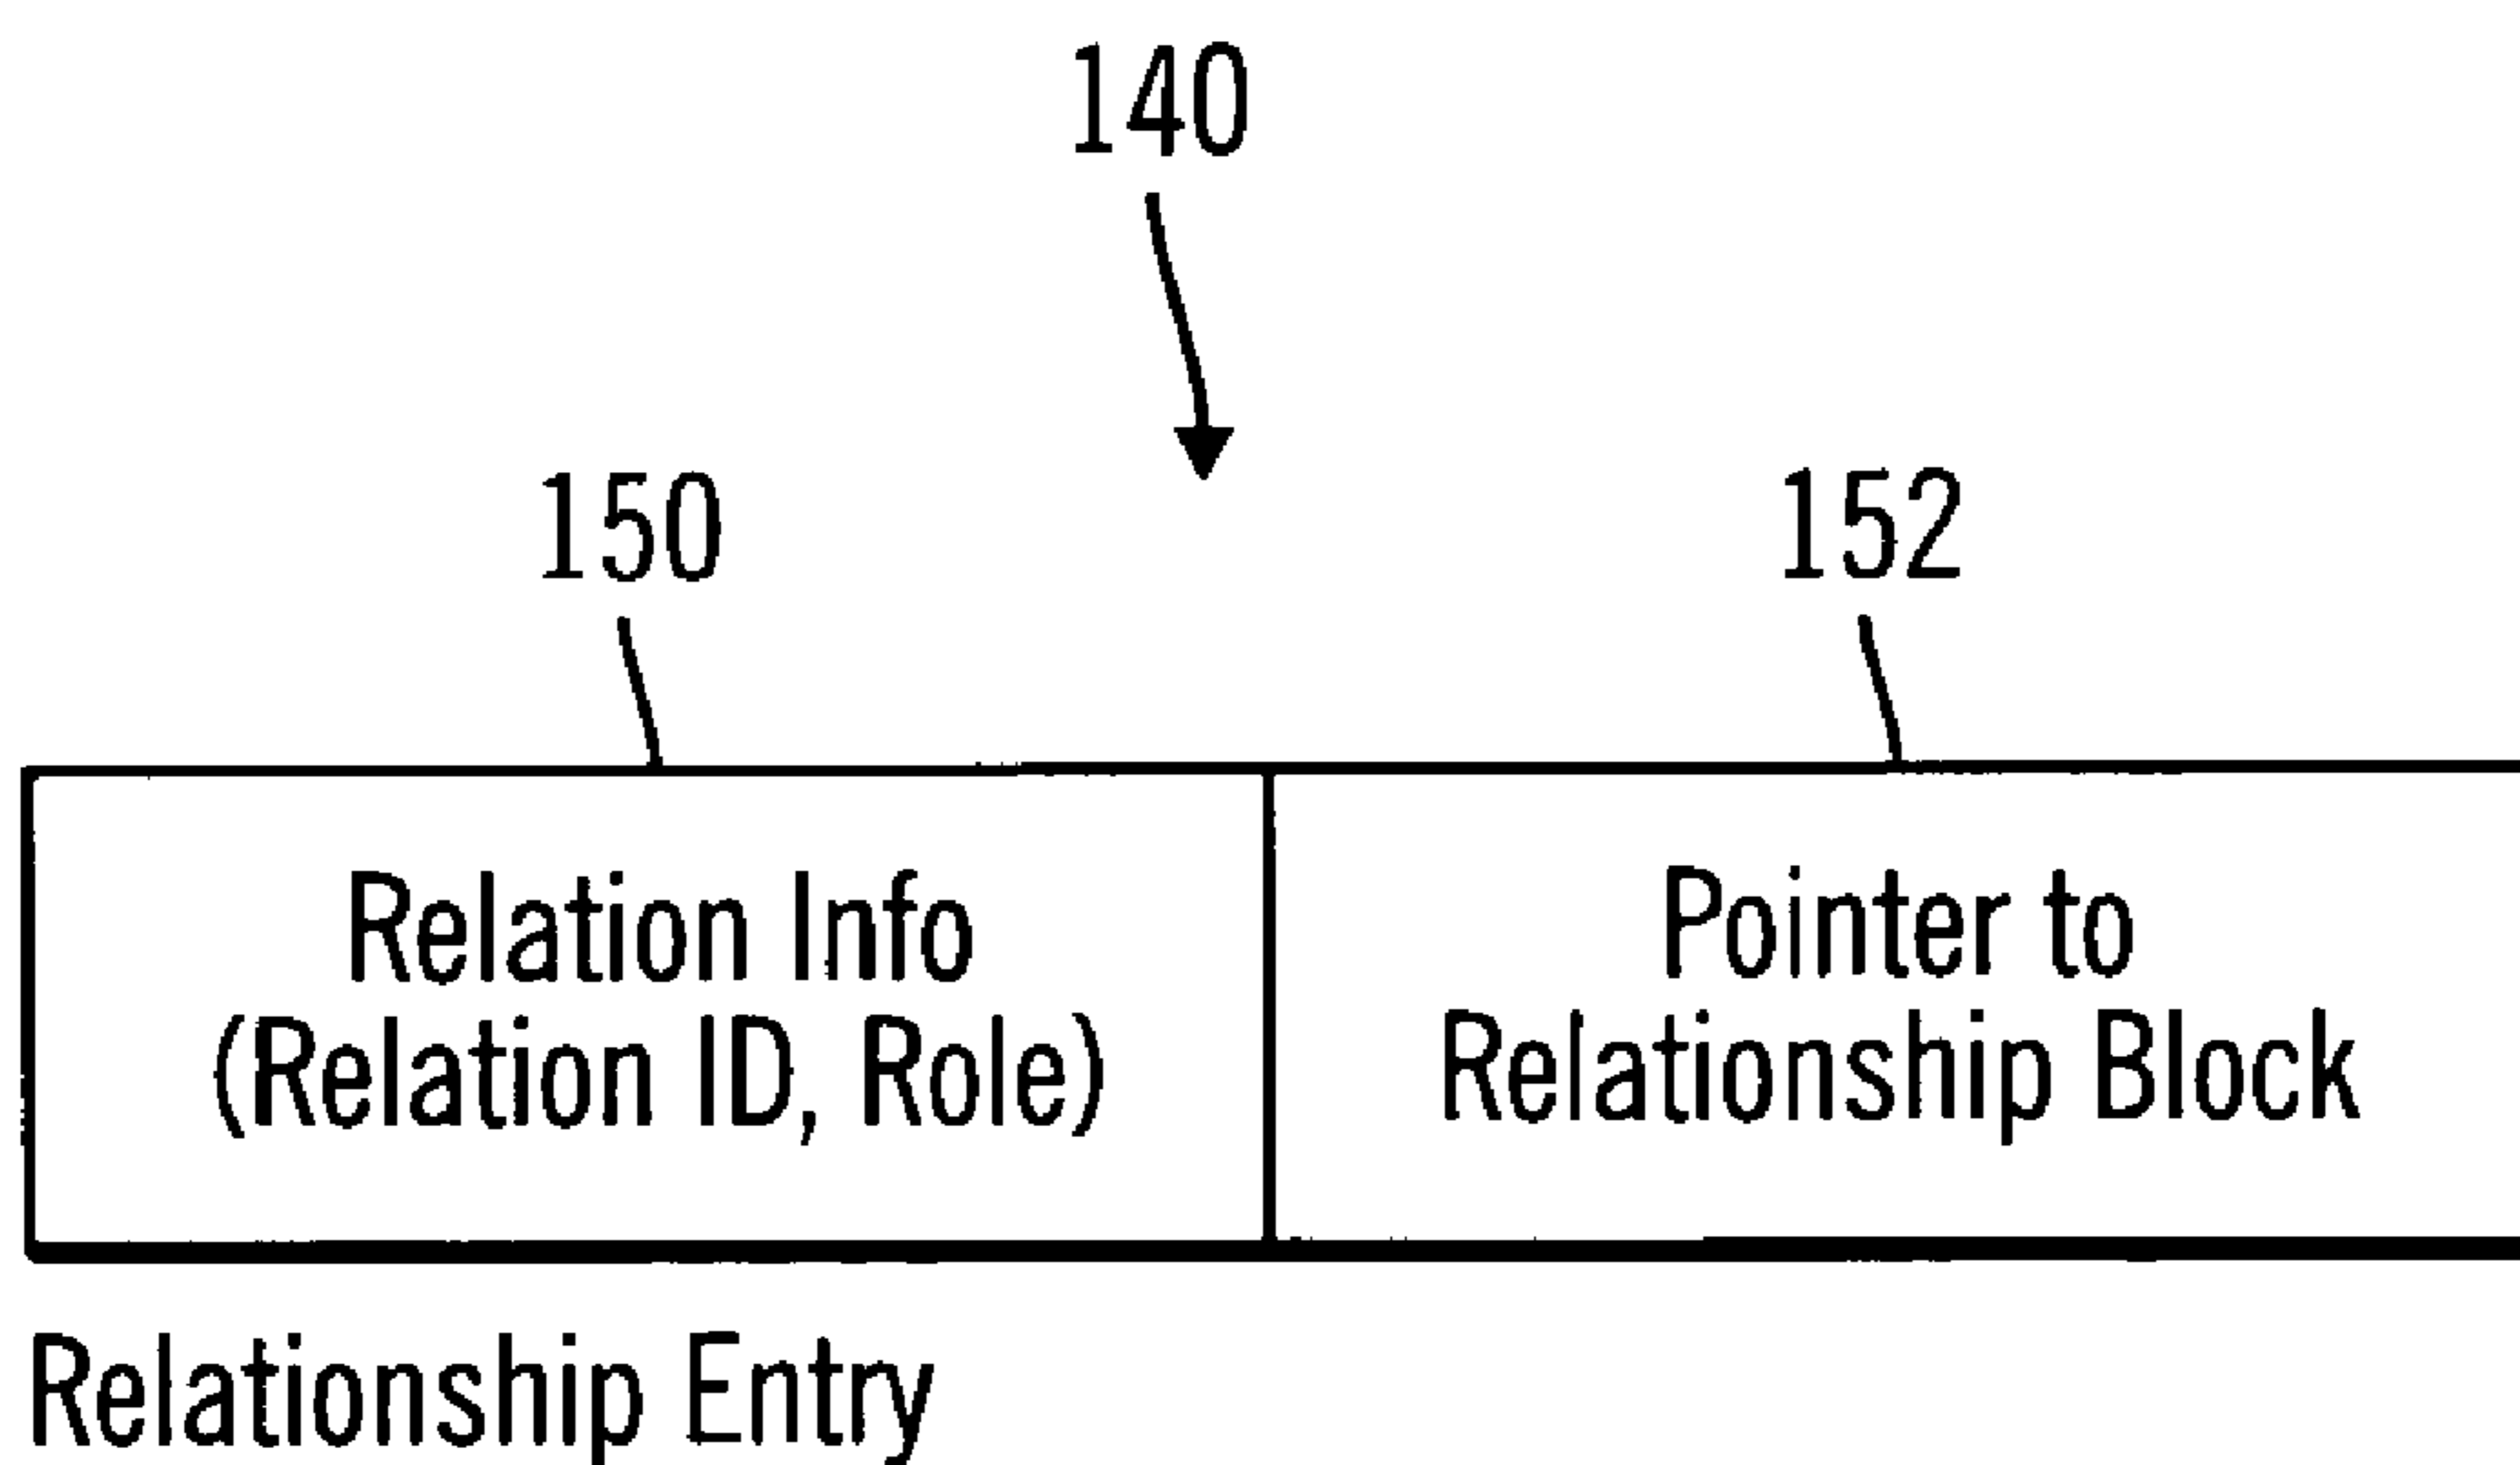 140
150
152
Relation Info
(Relation ID, Role)
Pointer to
Relationship Block
Relationship Entry